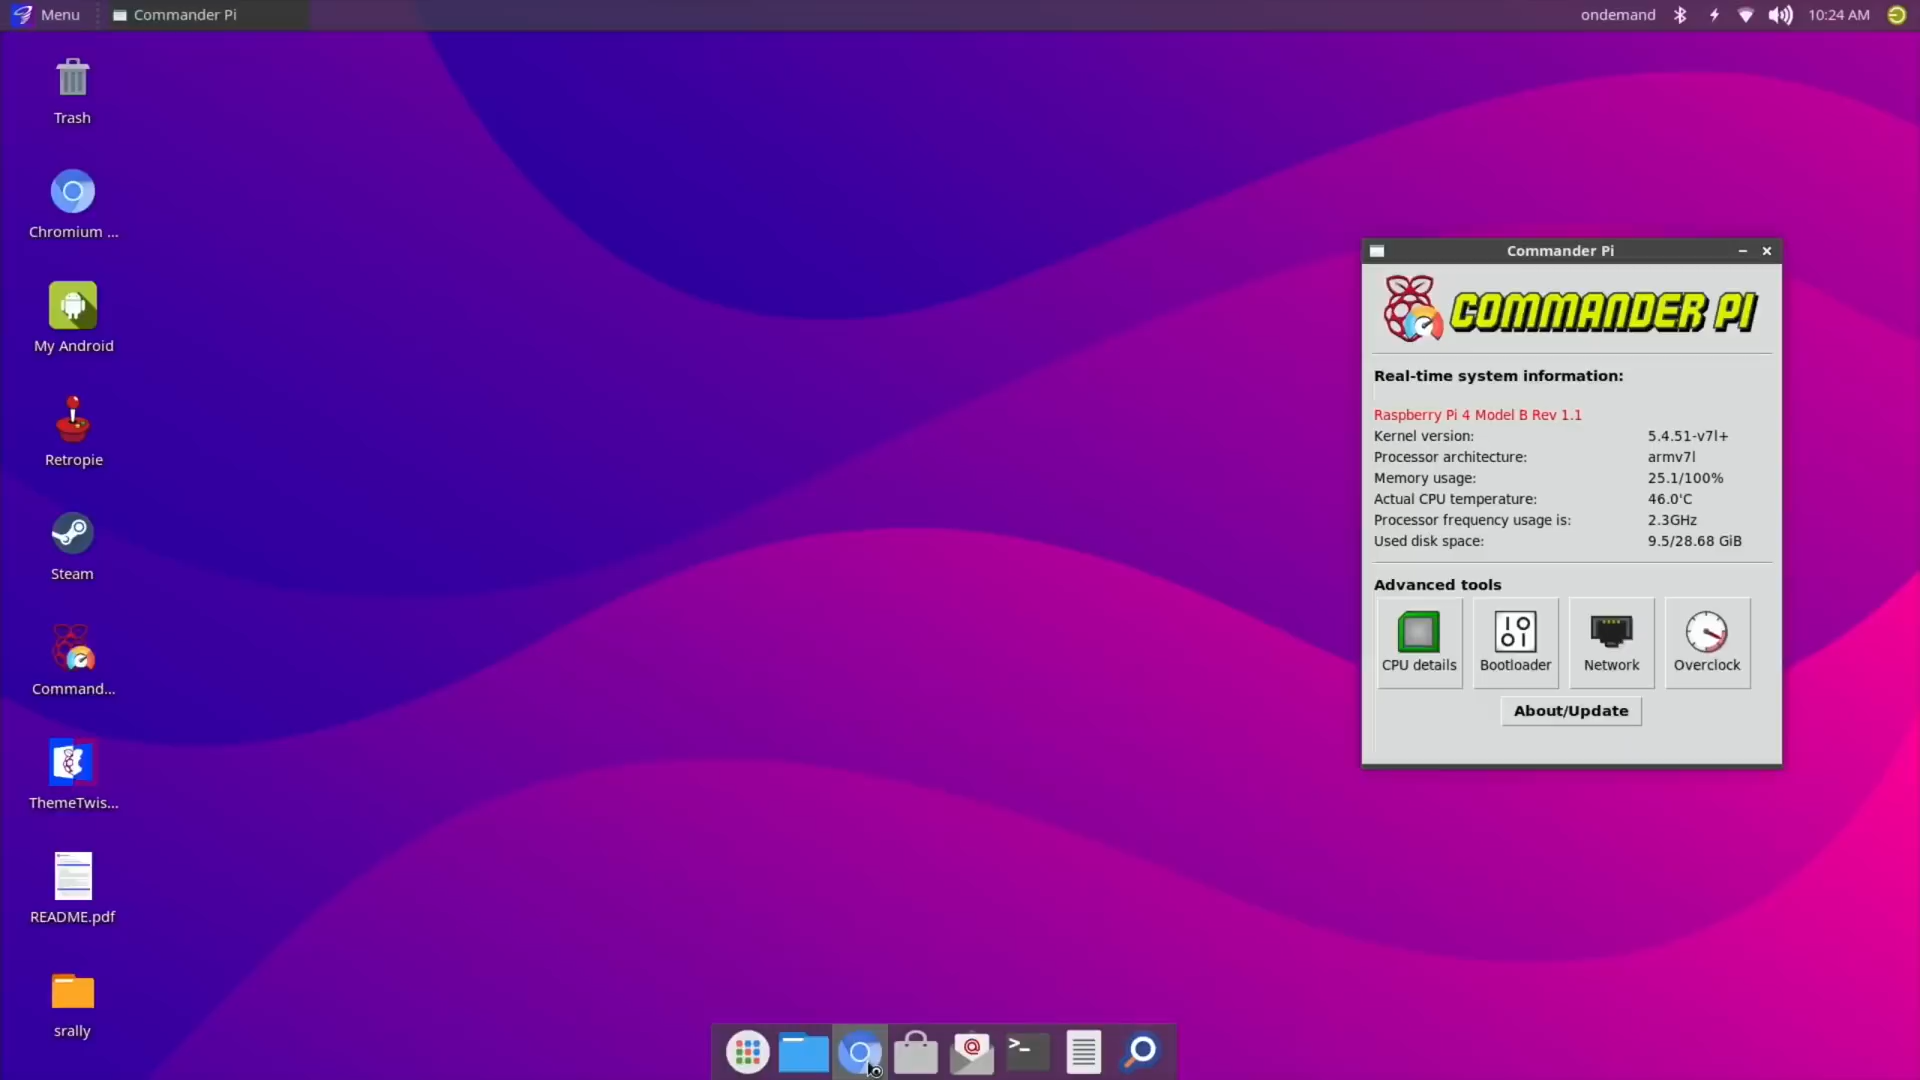 Menu
Commander Pi
ondemand
10:24 AM
Trash
Chromium ...
My Android
Retropie
Steam
Command...
ThemeTwis...
README.pdf
srally
Commander Pi
COMMANDER PI
Real-time system information:
Raspberry Pi 4 Model B Rev 1.1
Kernel version: 5.4.51-v7l+
Processor architecture: armv7l
Memory usage: 25.1/100%
Actual CPU temperature: 46.0'C
Processor frequency usage is: 2.3GHz
Used disk space: 9.5/28.68 GiB
Advanced tools
CPU details Bootloader Network Overclock
About/Update